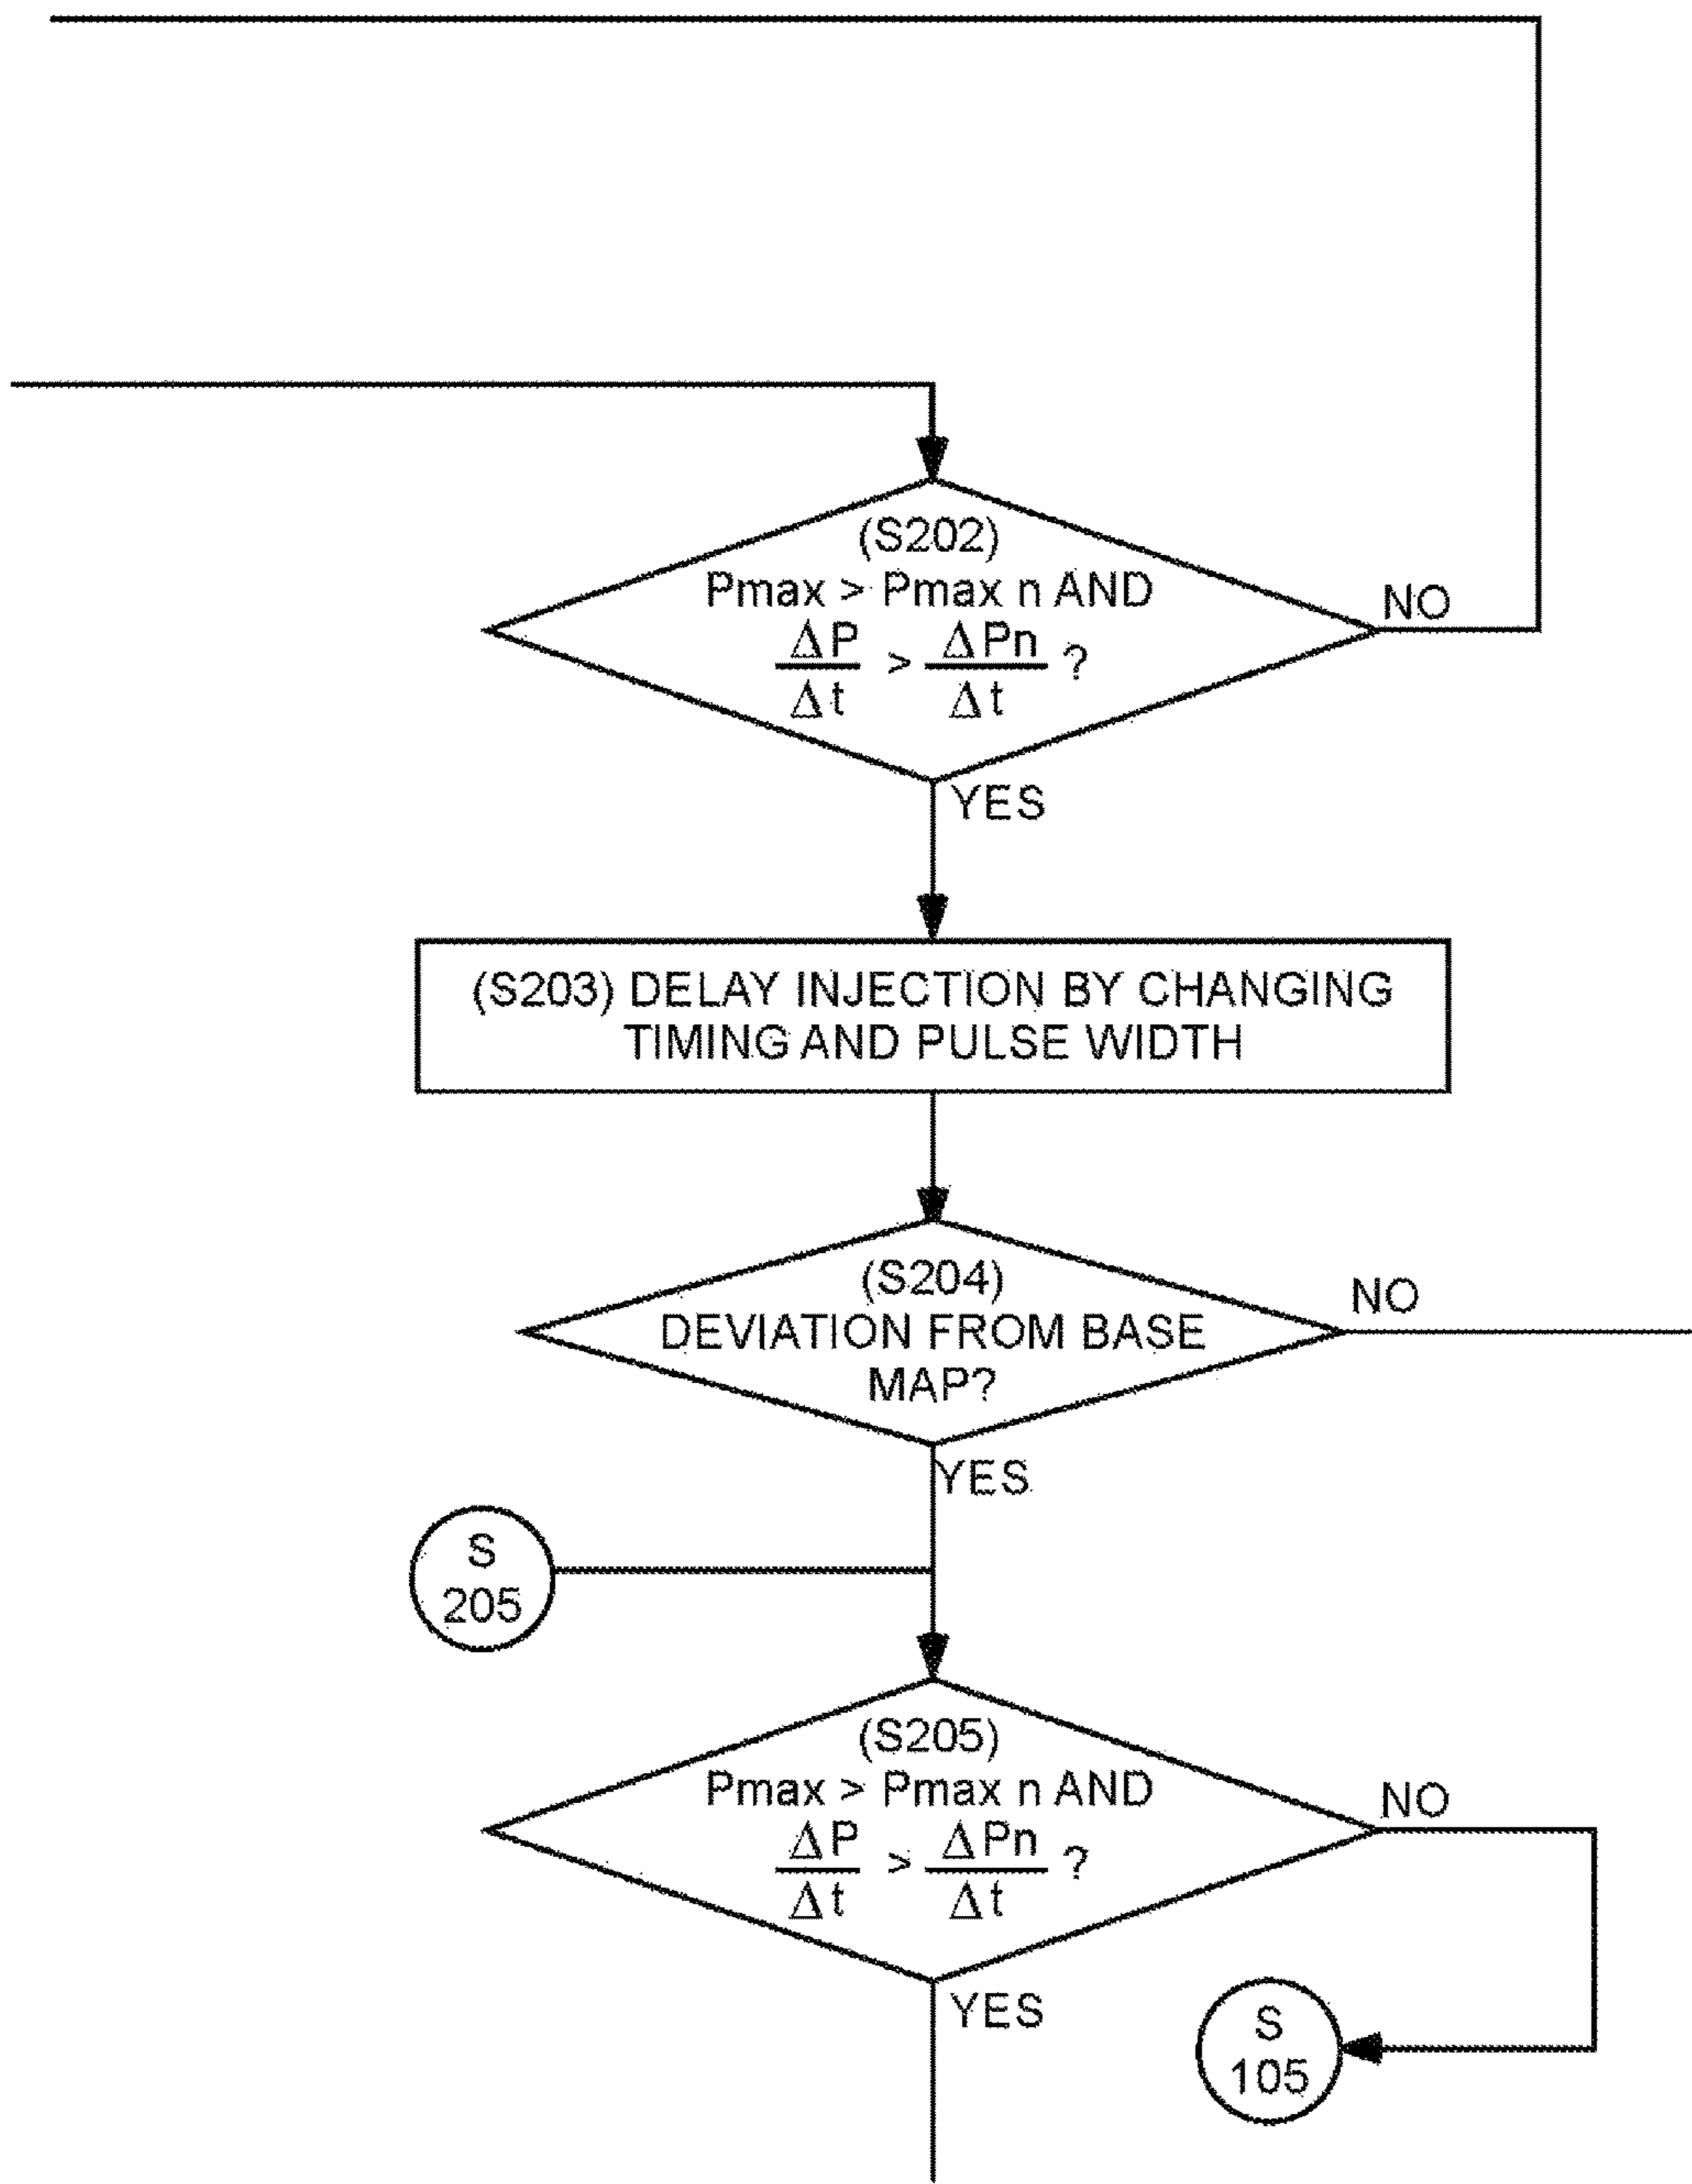 (S202)
Pmax > Pmax n AND
NO
ΔP/Δt > ΔPn/Δt ?
YES
(S203) DELAY INJECTION BY CHANGING
TIMING AND PULSE WIDTH
(S204)
NO
DEVIATION FROM BASE
MAP?
YES
S
205
(S205)
Pmax > Pmax n AND
NO
ΔP/Δt > ΔPn/Δt ?
YES
S
105